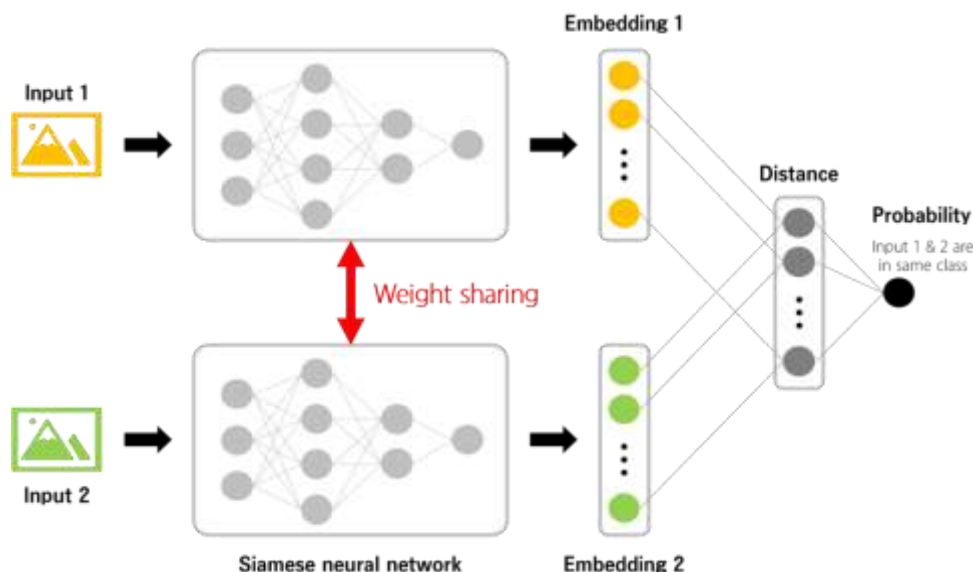 Embedding 1
Input 1
Distance
Probability
Input 1 & 2 are
in same class
Weight sharing
Input 2
Siamese neural network
Embedding 2